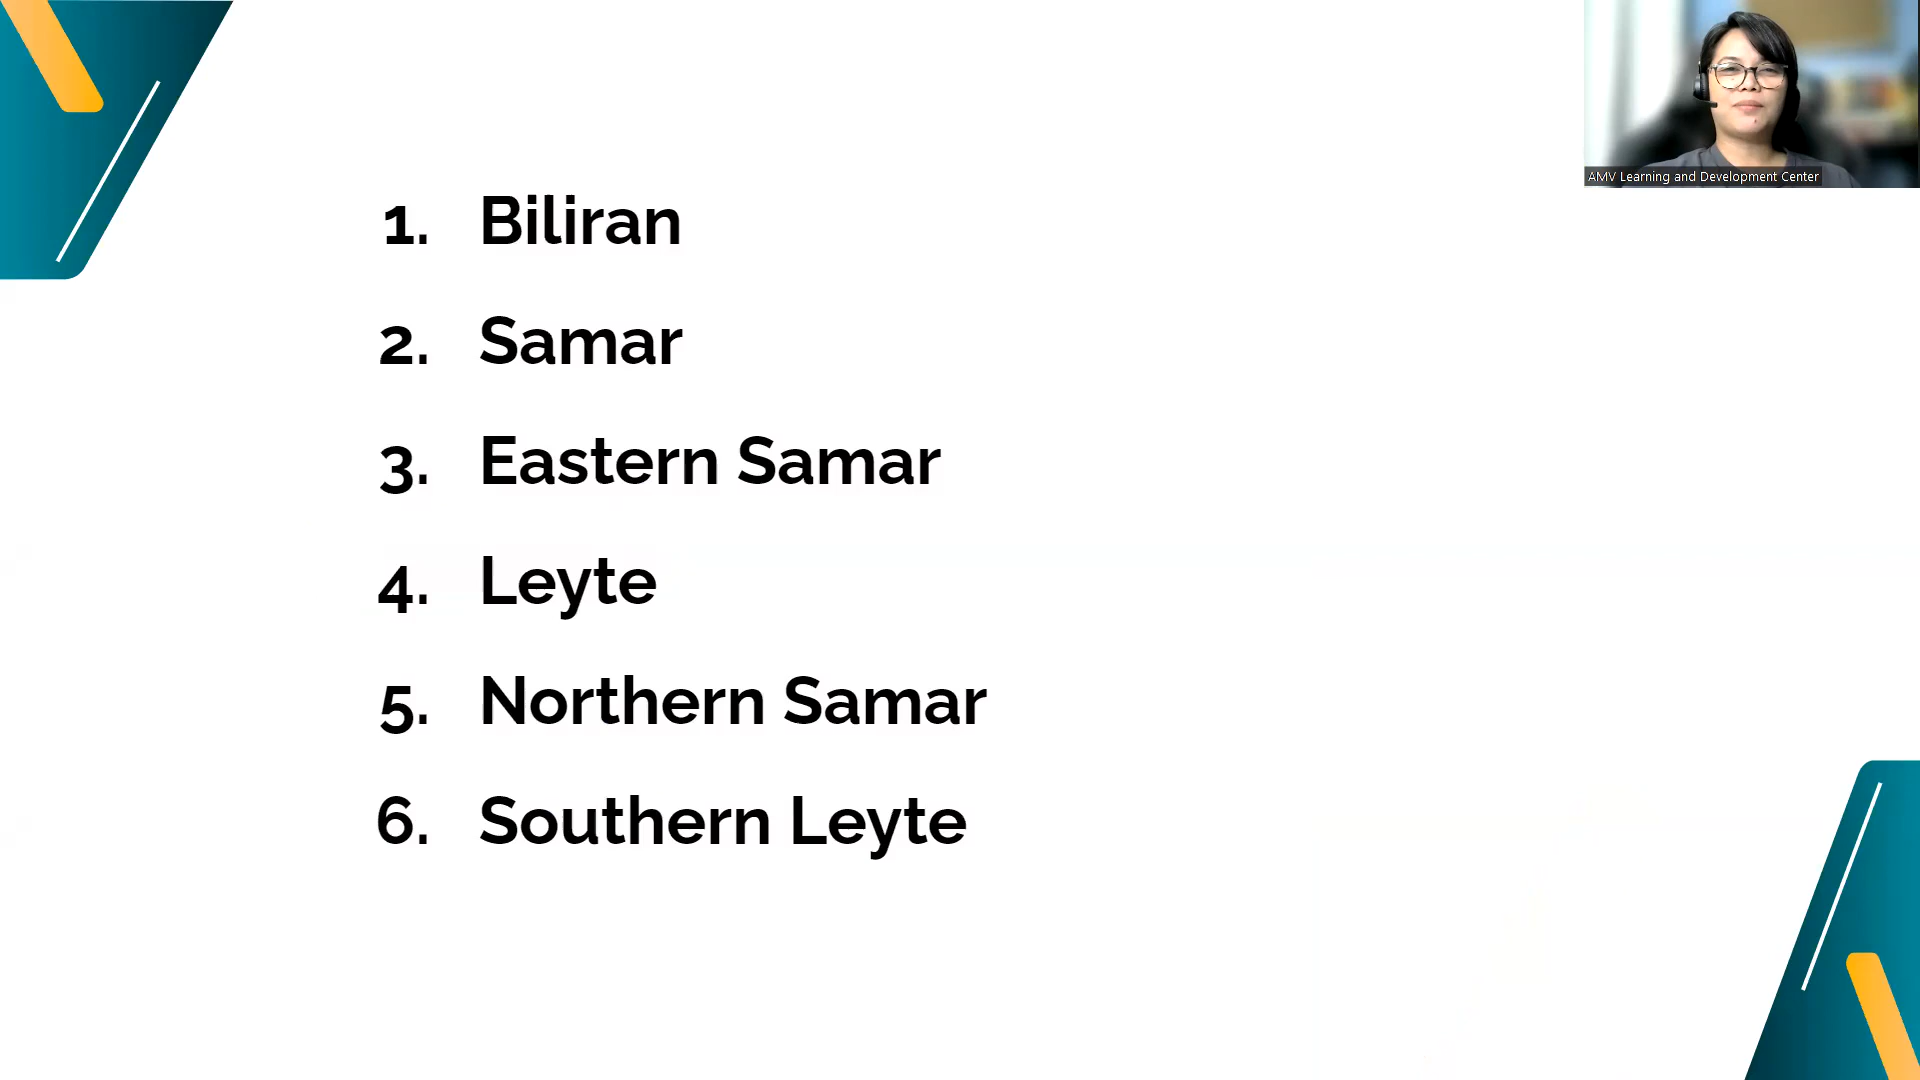 AMV Learning and Development Center
1. Biliran
2. Samar
3. Eastern Samar
4. Leyte
5. Northern Samar
6. Southern Leyte